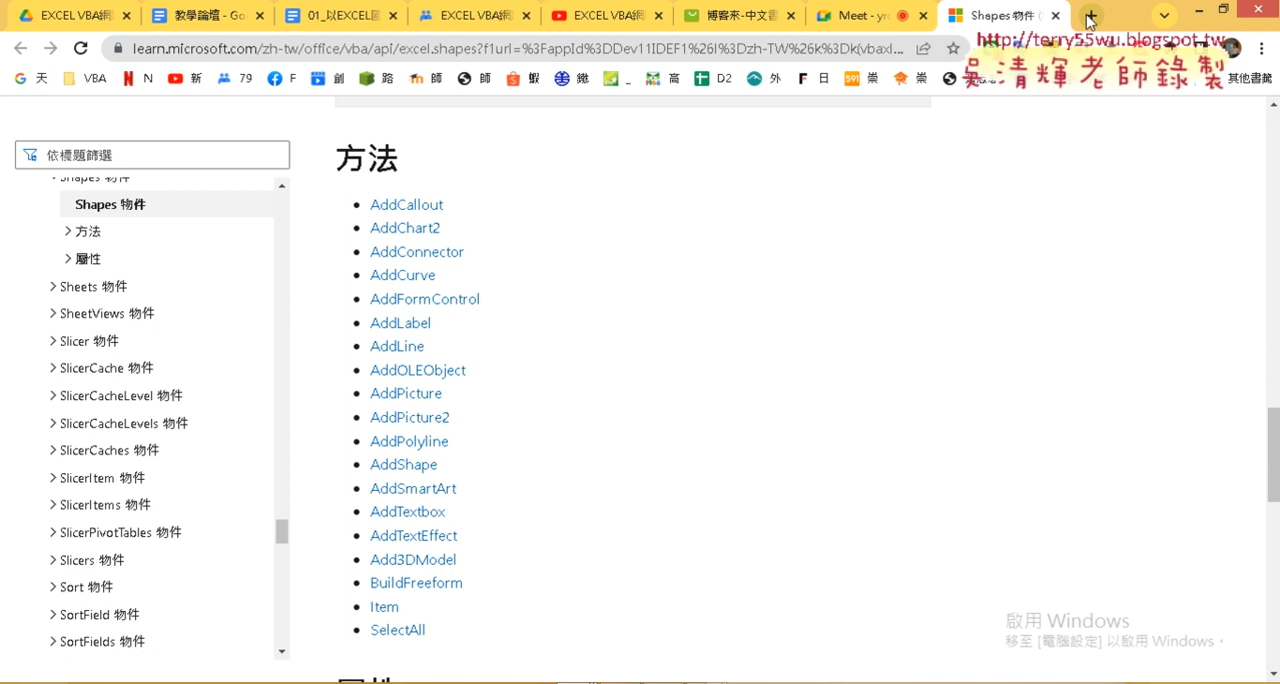 EXCEL VBA網
教學論壇 - Go
01_以EXCEL
EXCEL VBA網
EXCEL VBA網
博客來-中文書
Meet - yn
Shapes 物件 (
learn.microsoft.com/zh-tw/office/vba/api/excel.shapes?f1url=%3FappId%3DDev11IDEF1%26l%3Dzh-TW%26k%3Dk(vbaxl...
http://terry55wu.blogspot.tw
吳清輝老師錄製
天
VBA
N
新
79
F
創
路
師
師
蝦
維
_
高
D2
外
日
崇
崇
其他書籤
依標題篩選
Shapes 物件
Shapes 物件
方法
屬性
Sheets 物件
SheetViews 物件
Slicer 物件
SlicerCache 物件
SlicerCacheLevel 物件
SlicerCacheLevels 物件
SlicerCaches 物件
SlicerItem 物件
SlicerItems 物件
SlicerPivotTables 物件
Slicers 物件
Sort 物件
SortField 物件
SortFields 物件
方法
AddCallout
AddChart2
AddConnector
AddCurve
AddFormControl
AddLabel
AddLine
AddOLEObject
AddPicture
AddPicture2
AddPolyline
AddShape
AddSmartArt
AddTextbox
AddTextEffect
Add3DModel
BuildFreeform
Item
SelectAll
啟用 Windows
移至 [電腦設定] 以啟用 Windows。